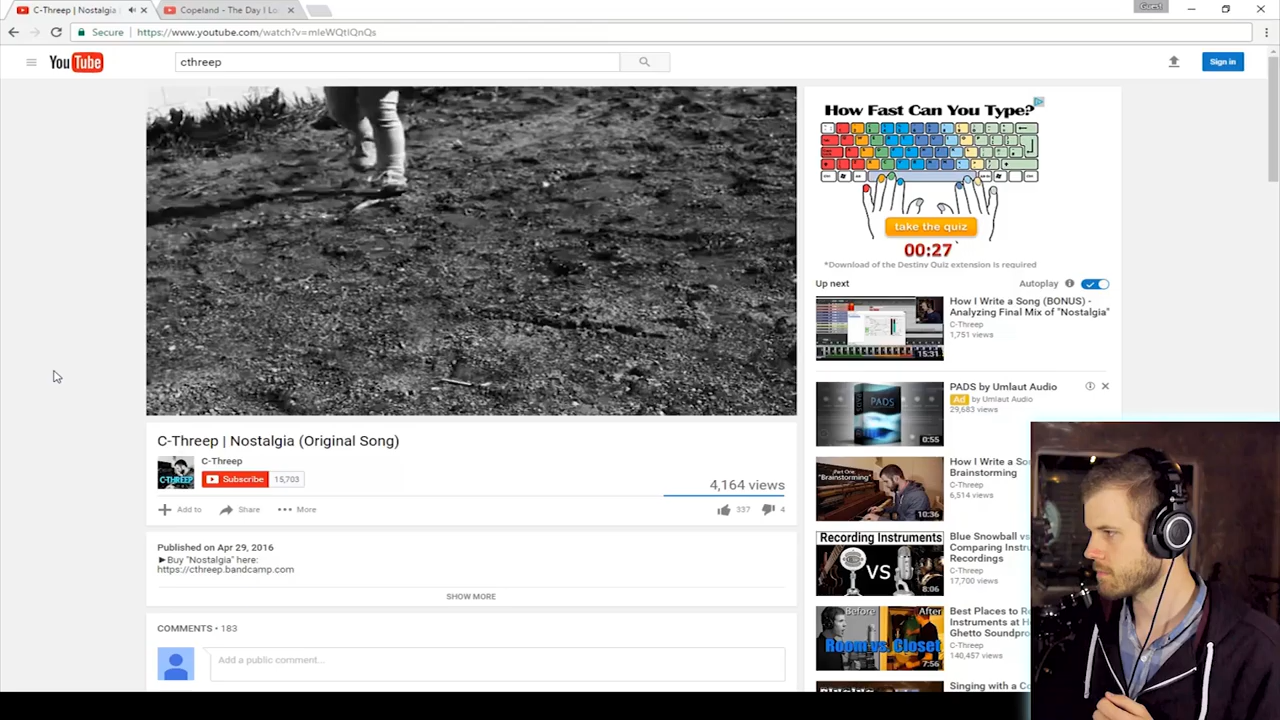 C-Threep | Nostalgia
Copeland - The Day I Lo
Guest
Secure
https://www.youtube.com/watch?v=mIeWQtIQnQs
YouTube
cthreep
Sign in
How Fast Can You Type?
take the quiz
00:27
*Download of the Destiny Quiz extension is required
Up next
Autoplay
How I Write a Song (BONUS) -
Analyzing Final Mix of "Nostalgia"
C-Threep
1,751 views
15:31
PADS by Umlaut Audio
Ad by Umlaut Audio
29,683 views
PADS
0:55
C-Threep | Nostalgia (Original Song)
C-Threep
C-THREEP
Subscribe 15,703
4,164 views
Add to
Share
More
337
4
Part One:
"Brainstorming"
10:36
How I Write a So
Brainstorming
C-Threep
6,514 views
Published on Apr 29, 2016
►Buy "Nostalgia" here:
https://cthreep.bandcamp.com
SHOW MORE
Recording Instruments
VS
8:06
Blue Snowball vs
Comparing Instru
Recordings
C-Threep
17,700 views
COMMENTS • 183
Add a public comment...
Before
After
Room vs. Closet
7:56
Best Places to Re
Instruments at H
Ghetto Soundpro
C-Threep
140,457 views
Singing with a Co